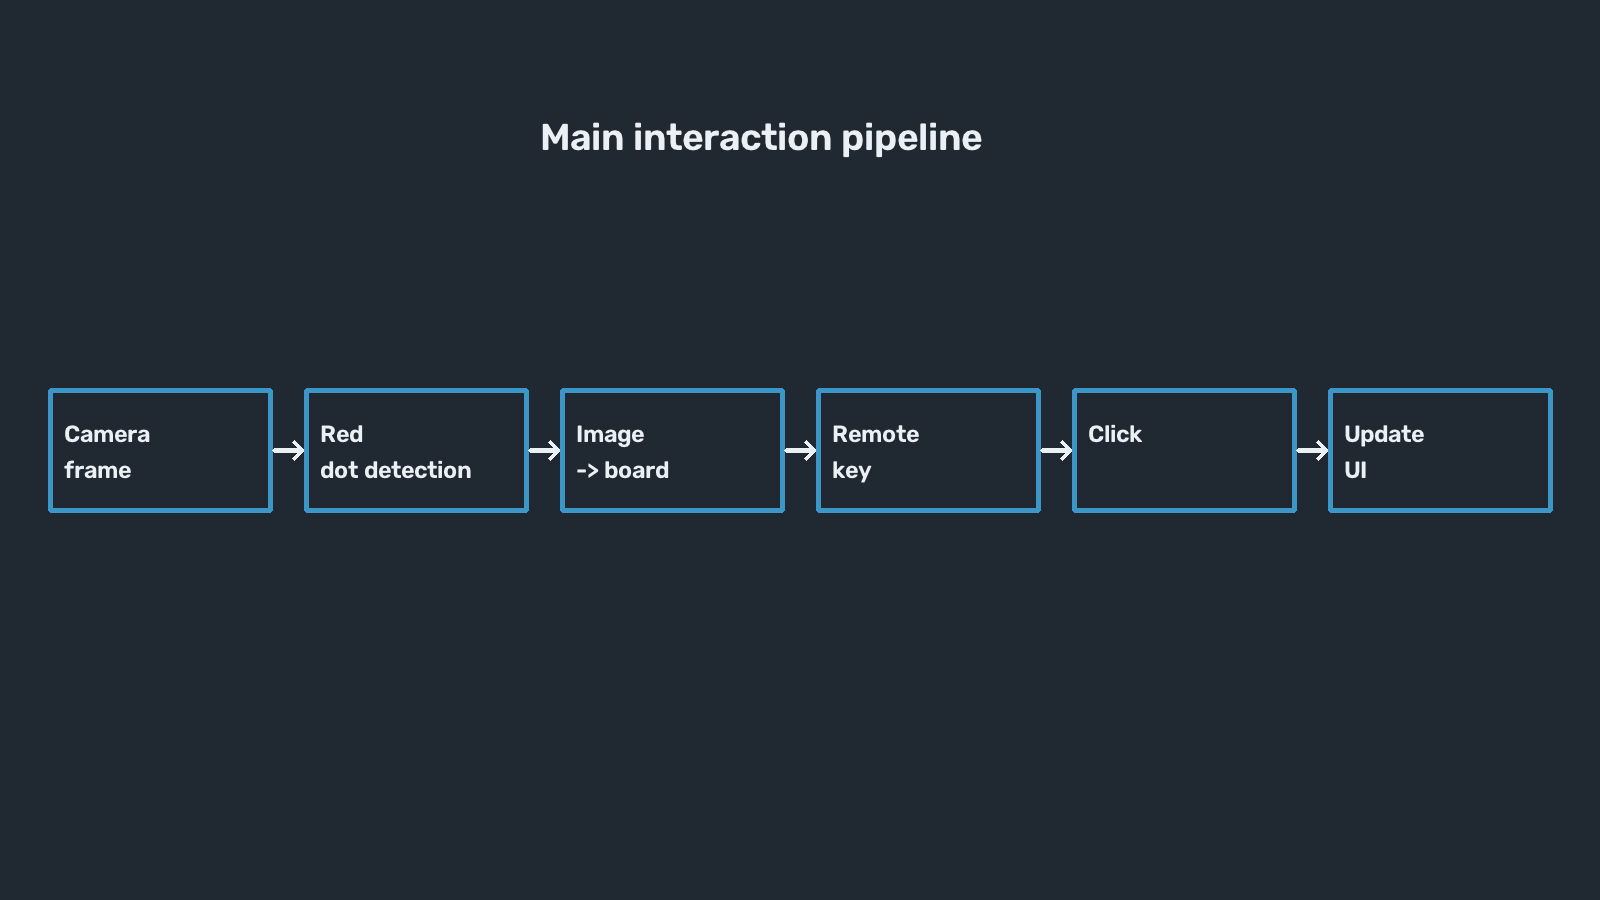 Main interaction pipeline
Camera
frame
Red
dot detection
Image
-> board
Remote
key
Click
Update
UI